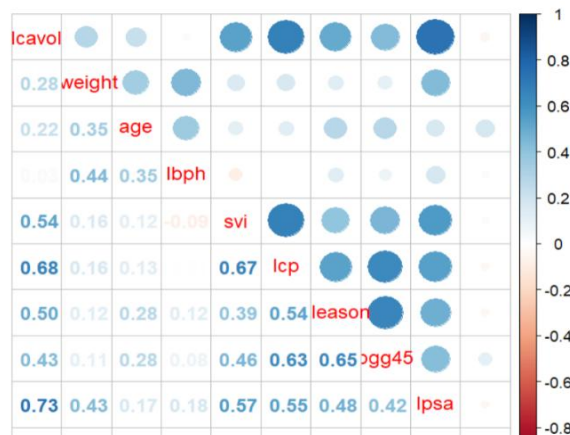 lcavol
0.28 weight
0.22 0.35 age
0.03 0.44 0.35 lbph
0.54 0.16 0.12 -0.09 svi
0.68 0.16 0.13 0.67 lcp
0.50 0.12 0.28 0.12 0.39 0.54 leason
0.43 0.11 0.28 0.08 0.46 0.63 0.65 pgg45
0.73 0.43 0.17 0.18 0.57 0.55 0.48 0.42 lpsa
1
0.8
0.6
0.4
0.2
0
-0.2
-0.4
-0.6
-0.8